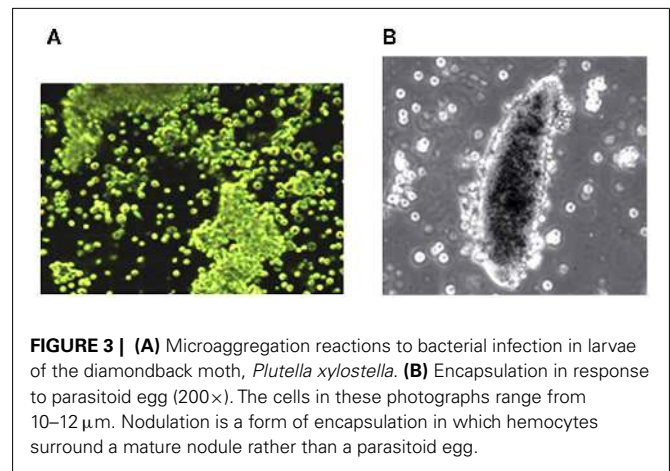 A
B
FIGURE 3 | (A) Microaggregation reactions to bacterial infection in larvae
of the diamondback moth, Plutella xylostella. (B) Encapsulation in response
to parasitoid egg (200×). The cells in these photographs range from
10–12 μm. Nodulation is a form of encapsulation in which hemocytes
surround a mature nodule rather than a parasitoid egg.